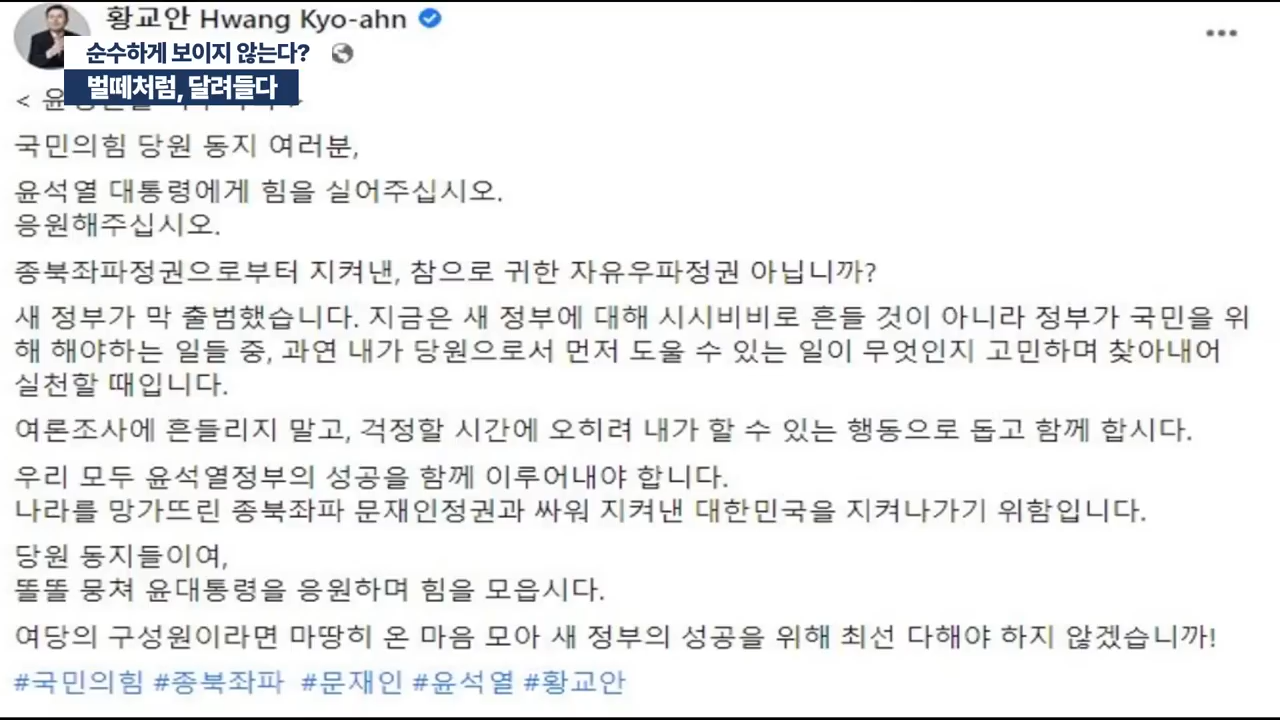 황교안 Hwang Kyo-ahn
순수하게 보이지 않는다?
벌떼처럼, 달려들다
< 윤
국민의힘 당원 동지 여러분,
윤석열 대통령에게 힘을 실어주십시오.
응원해주십시오.
종북좌파정권으로부터 지켜낸, 참으로 귀한 자유우파정권 아닙니까?
새 정부가 막 출범했습니다. 지금은 새 정부에 대해 시시비비로 흔들 것이 아니라 정부가 국민을 위
해 해야하는 일들 중, 과연 내가 당원으로서 먼저 도울 수 있는 일이 무엇인지 고민하며 찾아내어
실천할 때입니다.
여론조사에 흔들리지 말고, 걱정할 시간에 오히려 내가 할 수 있는 행동으로 돕고 함께 합시다.
우리 모두 윤석열정부의 성공을 함께 이루어내야 합니다.
나라를 망가뜨린 종북좌파 문재인정권과 싸워 지켜낸 대한민국을 지켜나가기 위함입니다.
당원 동지들이여,
똘똘 뭉쳐 윤대통령을 응원하며 힘을 모읍시다.
여당의 구성원이라면 마땅히 온 마음 모아 새 정부의 성공을 위해 최선 다해야 하지 않겠습니까!
#국민의힘 #종북좌파 #문재인 #윤석열 #황교안